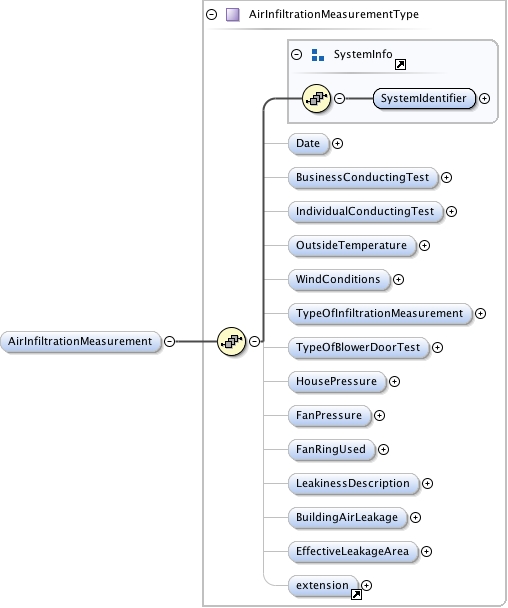 AirInfiltrationMeasurementType
SystemInfo
SystemIdentifier
Date
BusinessConductingTest
IndividualConductingTest
OutsideTemperature
WindConditions
TypeOfInfiltrationMeasurement
AirInfiltrationMeasurement
TypeOfBlowerDoorTest
HousePressure
FanPressure
FanRingUsed
LeakinessDescription
BuildingAirLeakage
EffectiveLeakageArea
extension